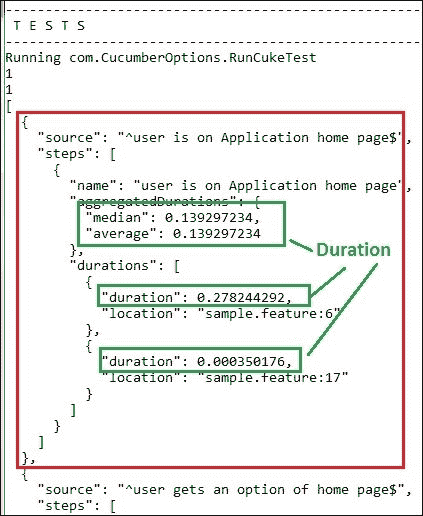 T E S T S
Running com.CucumberOptions.RunCukeTest
1
1
[
{
"source": "^user is on Application home page$",
"steps": [
{
"name": "user is on Application home page",
"aggregatedDurations": {
"median": 0.139297234,
"average": 0.139297234
},
Duration
"durations": [
{
"duration": 0.278244292,
"location": "sample.feature:6"
},
{
"duration": 0.000350176,
"location": "sample.feature:17"
}
]
}
]
},
{
"source": "^user gets an option of home page$",
"steps": [